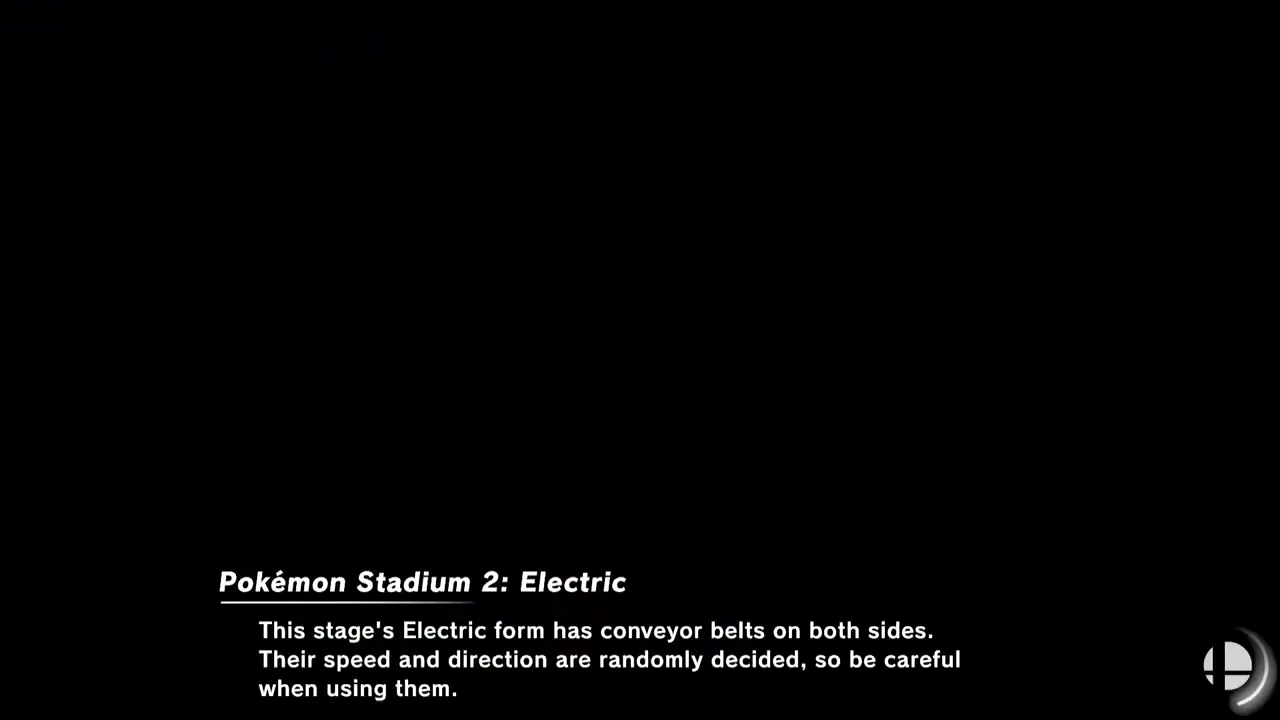 Pokémon Stadium 2: Electric
This stage's Electric form has conveyor belts on both sides.
Their speed and direction are randomly decided, so be careful
when using them.